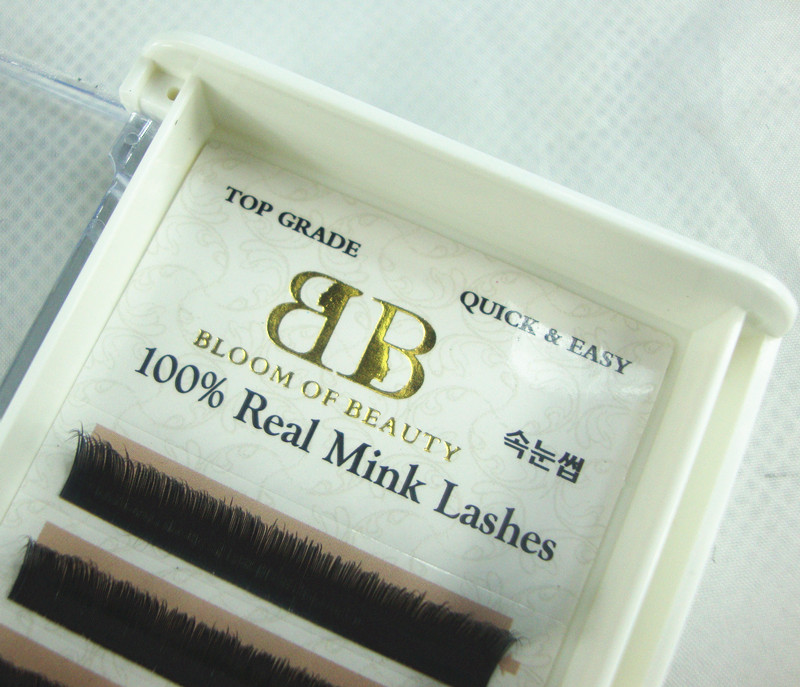 TOP GRADE
QUICK & EASY
BB
BLOOM OF BEAUTY
100% Real Mink Lashes
속눈썹